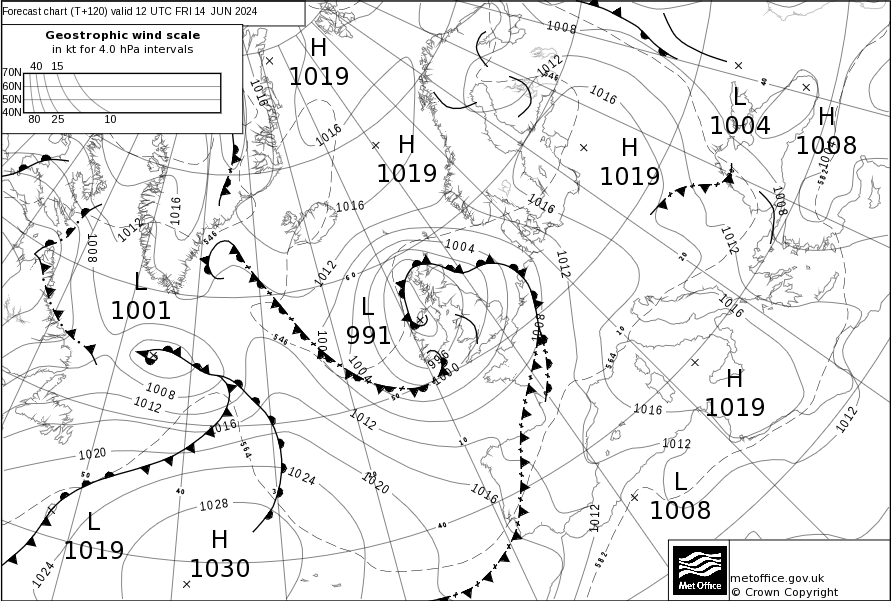 Forecast chart (T+120) valid 12 UTC FRI 14 JUN 2024
Geostrophic wind scale
in kt for 4.0 hPa intervals
40 15
70N
60N
50N
40N
80 25 10
H
1019
H
1019
H
1019
L
1004
H
1008
L
1001
L
991
H
1019
L
1008
L
1019
H
1030
1008
1012
546
1016
40
1016
1016
582
1016
1016
1016
1008
1012
1012
1008
546
1004
1012
1012
20
60
1016
546
1004
10
564
996
1000
1008
1012
50
1016
1012
1016
1012
1012
564
10
1020
50
1024
1020
1016
40
30
1028
1012
40
582
1024
metoffice.gov.uk
© Crown Copyright
Met Office